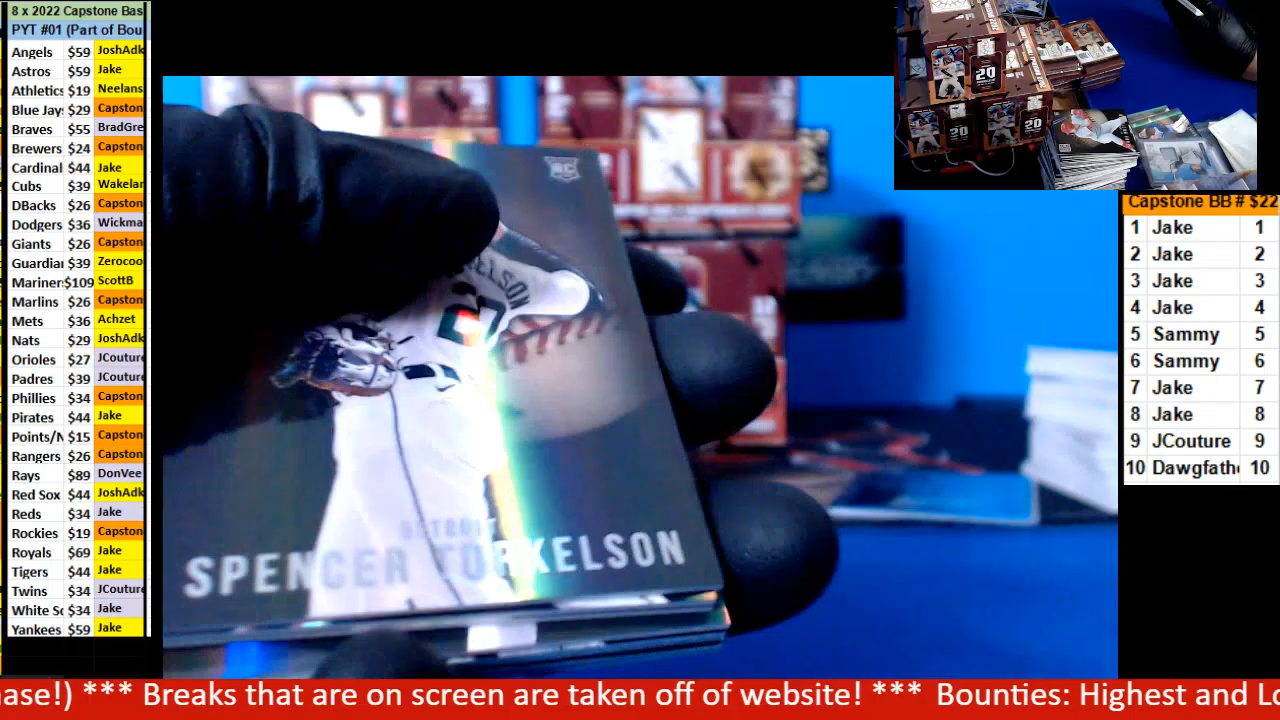 8 x 2022 Capstone Bas
PYT #01 (Part of Bou
Angels $59 JoshAdk
Astros $59 Jake
Athletics $19 Neelans
Blue Jay $29 Capston
Braves $55 BradGre
Brewers $24 Capston
Cardinal $44 Jake
Cubs $39 Wakelar
DBacks $26 Capston
Dodgers $36 Wickma
Giants $26 Capston
Guardian $39 Zerocoo
Mariner $109 ScottB
Marlins $26 Capston
Mets $36 Achzet
Nats $29 JoshAdk
Orioles $27 JCouture
Padres $39 JCouture
Phillies $34 Capston
Pirates $44 Jake
Points/N $15 Capston
Rangers $26 Capston
Rays $89 DonVee
Red Sox $44 JoshAdk
Reds $34 Jake
Rockies $19 Capston
Royals $69 Jake
Tigers $44 Jake
Twins $34 JCouture
White So $34 Jake
Yankees $59 Jake
RC
DETROIT
SPENCER TORKELSON
20
20
20
Capstone BB # $22
1 Jake 1
2 Jake 2
3 Jake 3
4 Jake 4
5 Sammy 5
6 Sammy 6
7 Jake 7
8 Jake 8
9 JCouture 9
10 Dawgfath 10
ase!) *** Breaks that are on screen are taken off of website! *** Bounties: Highest and Lo